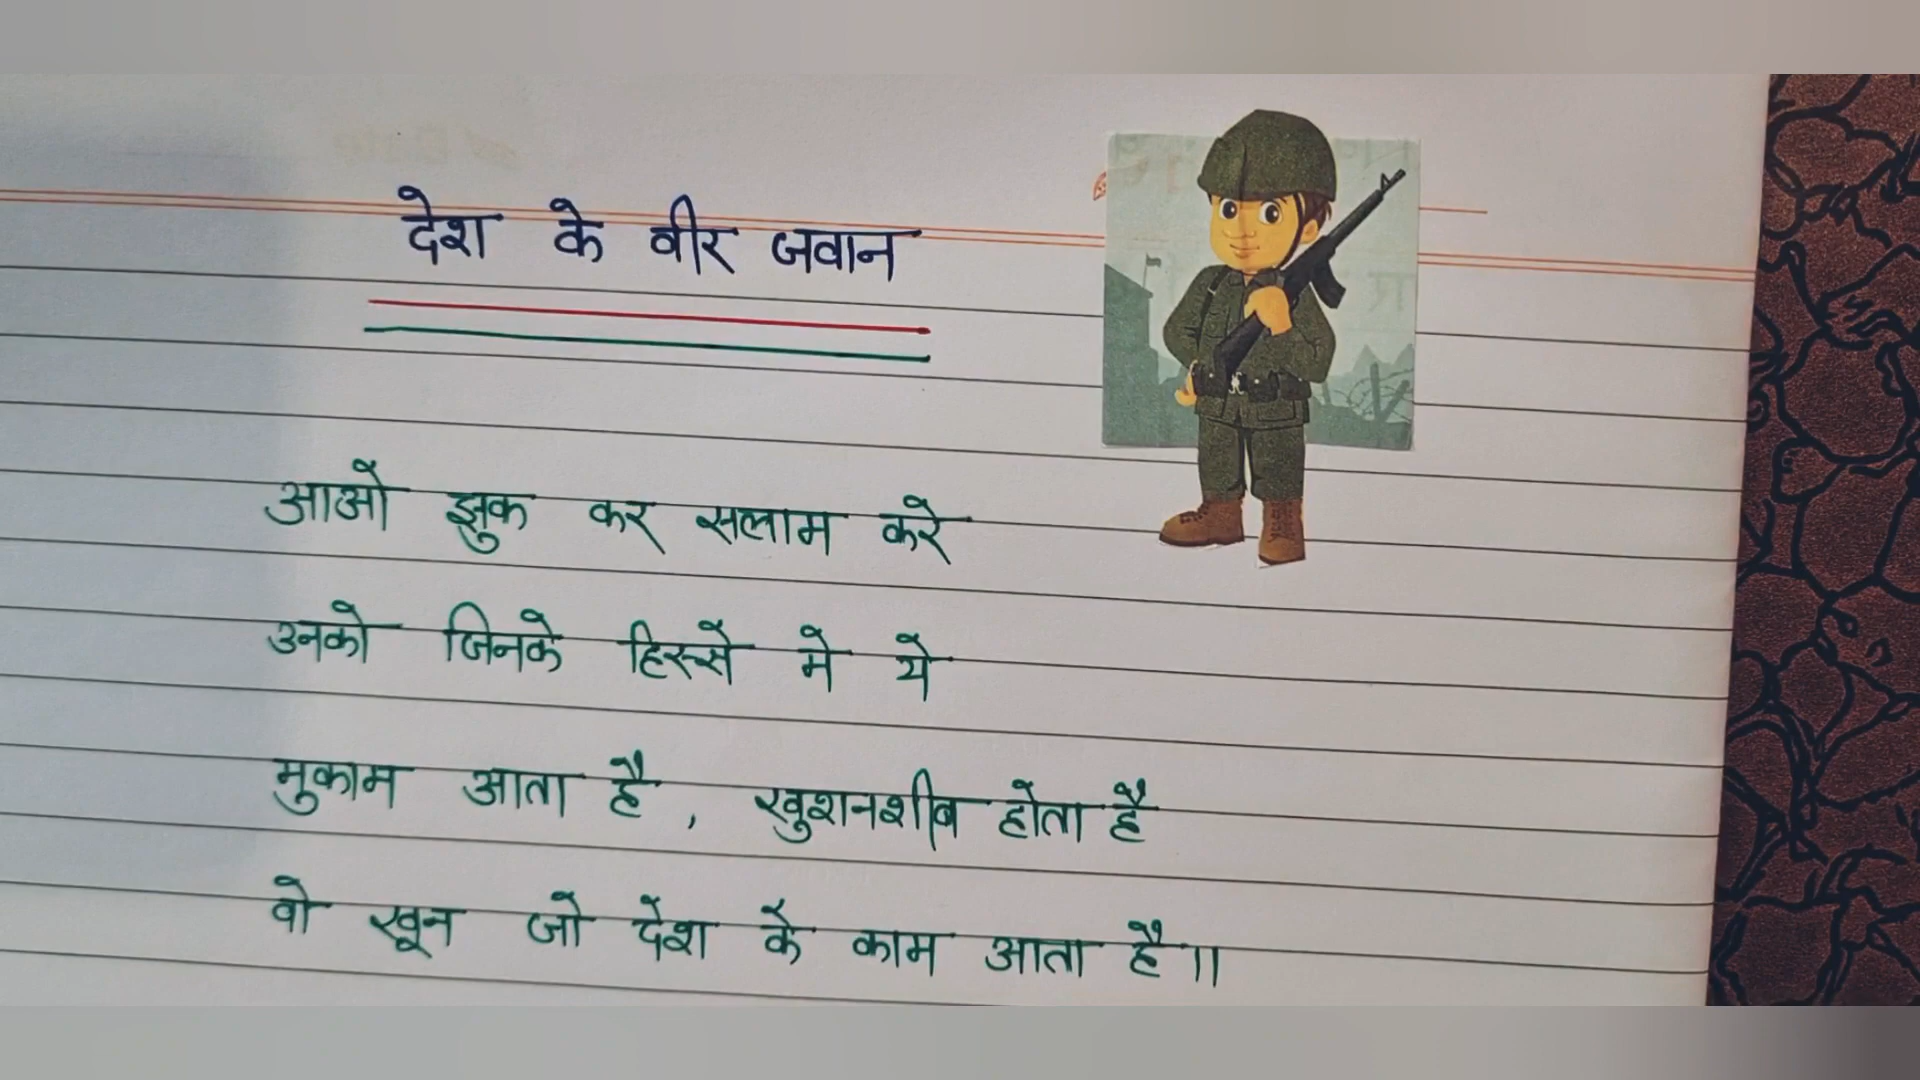 देश के वीर जवान
आओ झुक कर सलाम करे
उनको जिनके हिस्से मे ये
मुकाम आता है, खुशनशीब होता है
वो खून जो देश के काम आता है।।